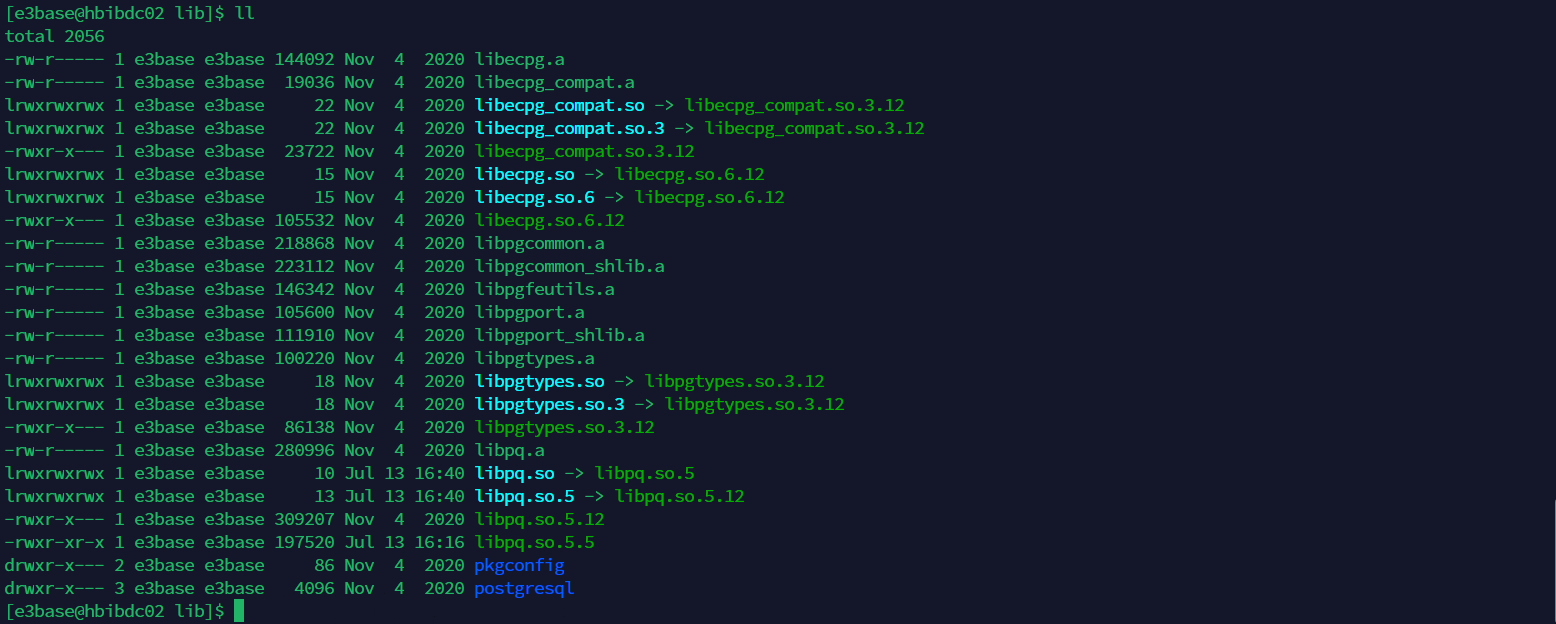 [e3base@hbibdc02 lib]$ ll
total 2056
-rw-r----- 1 e3base e3base 144092 Nov  4  2020 libecpg.a
-rw-r----- 1 e3base e3base  19036 Nov  4  2020 libecpg_compat.a
lrwxrwxrwx 1 e3base e3base     22 Nov  4  2020 libecpg_compat.so -> libecpg_compat.so.3.12
lrwxrwxrwx 1 e3base e3base     22 Nov  4  2020 libecpg_compat.so.3 -> libecpg_compat.so.3.12
-rwxr-x--- 1 e3base e3base  23722 Nov  4  2020 libecpg_compat.so.3.12
lrwxrwxrwx 1 e3base e3base     15 Nov  4  2020 libecpg.so -> libecpg.so.6.12
lrwxrwxrwx 1 e3base e3base     15 Nov  4  2020 libecpg.so.6 -> libecpg.so.6.12
-rwxr-x--- 1 e3base e3base 105532 Nov  4  2020 libecpg.so.6.12
-rw-r----- 1 e3base e3base 218868 Nov  4  2020 libpgcommon.a
-rw-r----- 1 e3base e3base 223112 Nov  4  2020 libpgcommon_shlib.a
-rw-r----- 1 e3base e3base 146342 Nov  4  2020 libpgfeutils.a
-rw-r----- 1 e3base e3base 105600 Nov  4  2020 libpgport.a
-rw-r----- 1 e3base e3base 111910 Nov  4  2020 libpgport_shlib.a
-rw-r----- 1 e3base e3base 100220 Nov  4  2020 libpgtypes.a
lrwxrwxrwx 1 e3base e3base     18 Nov  4  2020 libpgtypes.so -> libpgtypes.so.3.12
lrwxrwxrwx 1 e3base e3base     18 Nov  4  2020 libpgtypes.so.3 -> libpgtypes.so.3.12
-rwxr-x--- 1 e3base e3base  86138 Nov  4  2020 libpgtypes.so.3.12
-rw-r----- 1 e3base e3base 280996 Nov  4  2020 libpq.a
lrwxrwxrwx 1 e3base e3base     10 Jul 13 16:40 libpq.so -> libpq.so.5
lrwxrwxrwx 1 e3base e3base     13 Jul 13 16:40 libpq.so.5 -> libpq.so.5.12
-rwxr-x--- 1 e3base e3base 309207 Nov  4  2020 libpq.so.5.12
-rwxr-xr-x 1 e3base e3base 197520 Jul 13 16:16 libpq.so.5.5
drwxr-x--- 2 e3base e3base     86 Nov  4  2020 pkgconfig
drwxr-x--- 3 e3base e3base   4096 Nov  4  2020 postgresql
[e3base@hbibdc02 lib]$